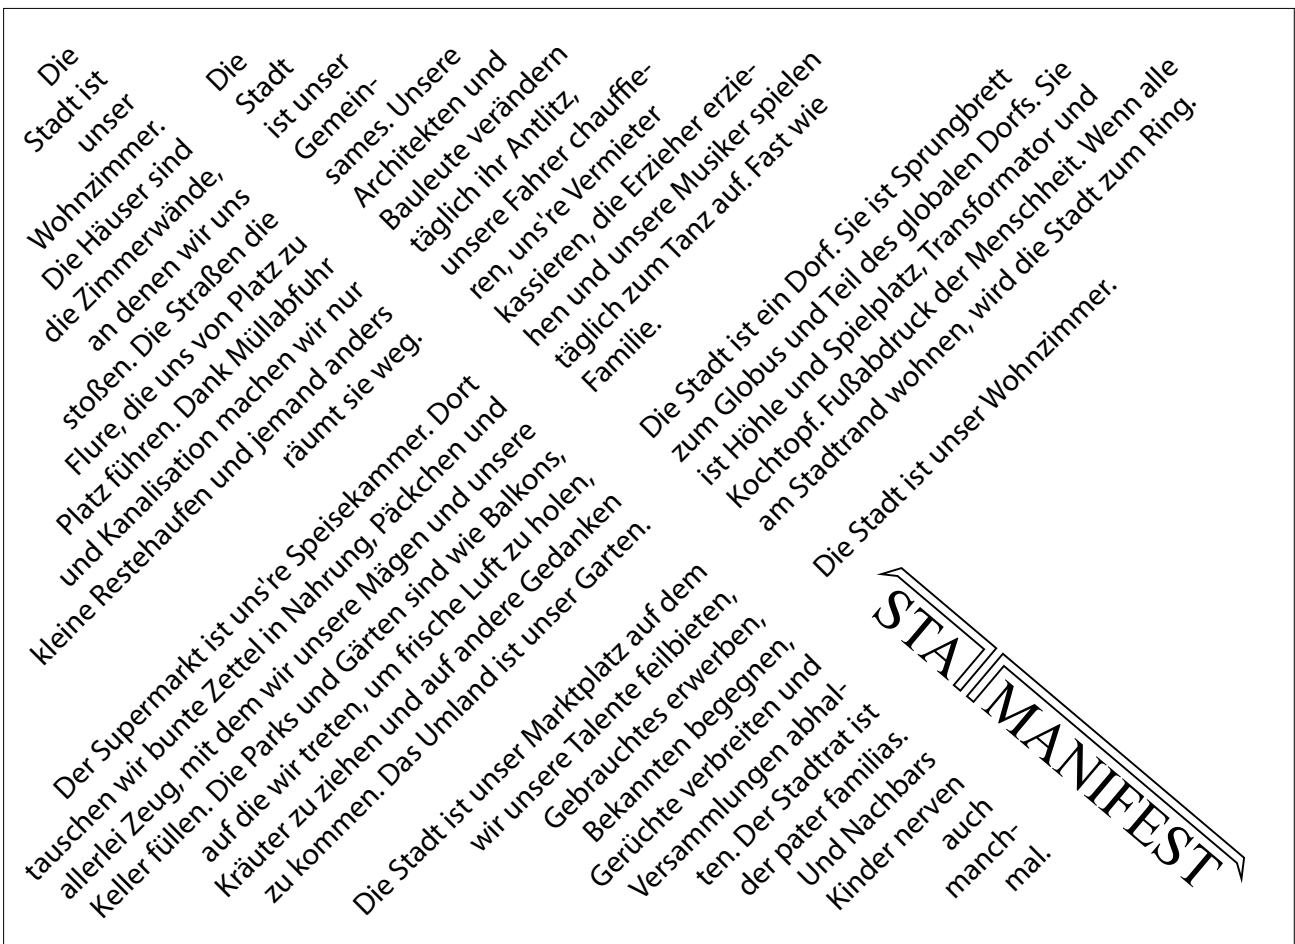 Die
Stadt ist
unser
Wohnzimmer.
Die Häuser sind
die Zimmerwände,
an denen wir uns
stoßen. Die Straßen die
Flure, die uns von Platz zu
Platz führen. Dank Müllabfuhr
und Kanalisation machen wir nur
kleine Restehaufen und jemand anders
räumt sie weg.
Der Supermarkt ist uns're Speisekammer. Dort
tauschen wir bunte Zettel in Nahrung, Päckchen und
allerlei Zeug, mit dem wir unsere Mägen und unsere
Keller füllen. Die Parks und Gärten sind wie Balkons,
auf die wir treten, um frische Luft zu holen,
Kräuter zu ziehen und auf andere Gedanken
zu kommen. Das Umland ist unser Garten.
Die Stadt ist unser Marktplatz auf dem
wir unsere Talente feilbieten,
Gebrauchtes erwerben,
Bekannten begegnen,
Gerüchte verbreiten und
Versammlungen abhal-
ten. Der Stadtrat ist
der pater familias.
Und Nachbars
Kinder nerven
auch
manch-
mal.
Die
Stadt
ist unser
Gemein-
sames. Unsere
Architekten und
Bauleute verändern
täglich ihr Antlitz,
unsere Fahrer chauffie-
ren, uns're Vermieter
kassieren, die Erzieher erzie-
hen und unsere Musiker spielen
täglich zum Tanz auf. Fast wie
Familie.
Die Stadt ist ein Dorf. Sie ist Sprungbrett
zum Globus und Teil des globalen Dorfs. Sie
ist Höhle und Spielplatz, Transformator und
Kochtopf. Fußabdruck der Menschheit. Wenn alle
am Stadtrand wohnen, wird die Stadt zum Ring.
Die Stadt ist unser Wohnzimmer.
STA MANIFEST